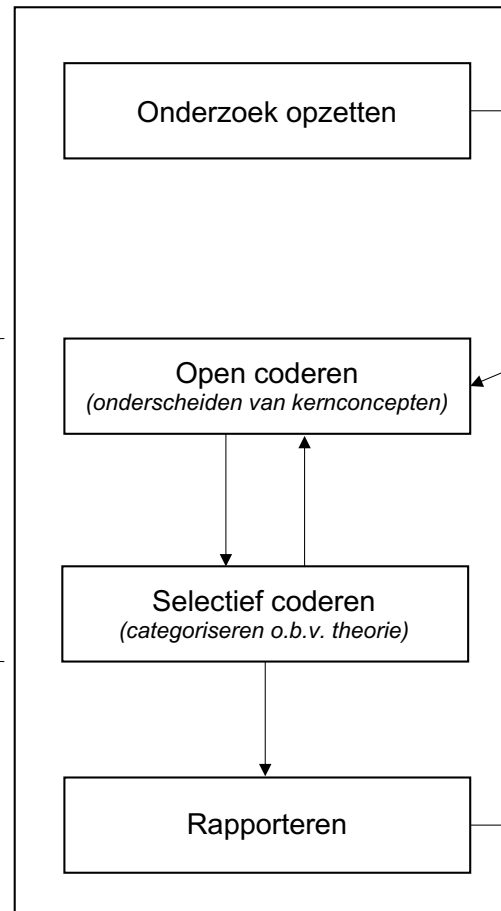 Onderzoek opzetten
Open coderen
(onderscheiden van kernconcepten)
Selectief coderen
(categoriseren o.b.v. theorie)
Rapporteren